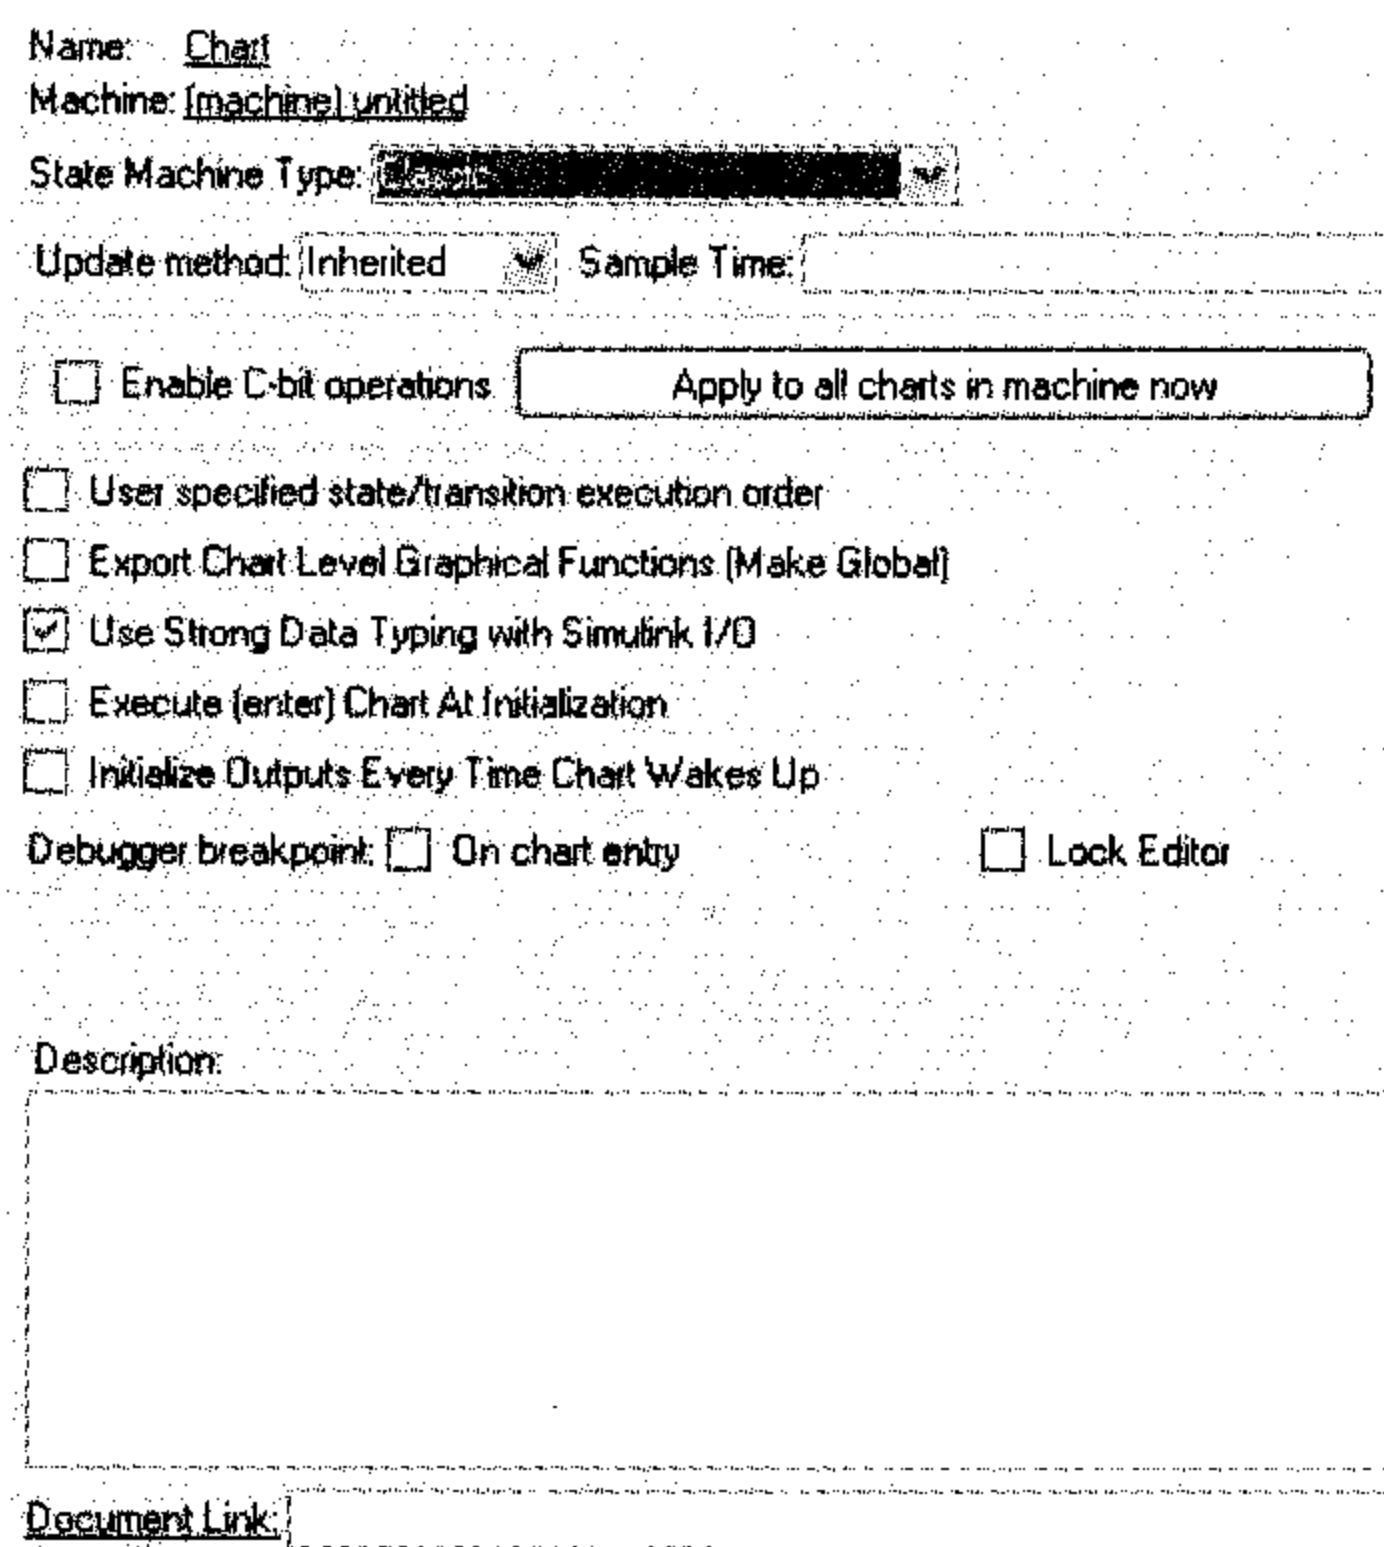 Name: Chart
Machine: (machine) untitled
State Machine Type: Classic
Update method: Inherited Sample Time:
Enable C-bit operations Apply to all charts in machine now
User specified state/transition execution order
Export Chart Level Graphical Functions (Make Global)
Use Strong Data Typing with Simulink I/O
Execute (enter) Chart At Initialization
Initialize Outputs Every Time Chart Wakes Up
Debugger breakpoint: On chart entry Lock Editor
Description:
Document Link: